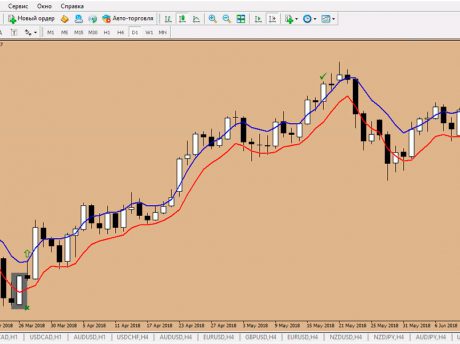 Сервис Окно Справка
Новый ордер Авто-торговля
A T M1 M5 M15 M30 H1 H4 D1 W1 MN
2018 26 Mar 2018 30 Mar 2018 5 Apr 2018 11 Apr 2018 17 Apr 2018 23 Apr 2018 27 Apr 2018 3 May 2018 9 May 2018 15 May 2018 21 May 2018 25 May 2018 31 May 2018 6 Jun 2018
CAD,H1 USDCAD,H1 AUDUSD,H1 USDCHF,H4 AUDUSD,H4 EURUSD,H4 GBPUSD,H4 EURUSD,H4 NZDUSD,H4 NZDJPY,H4 AUDJPY,H4